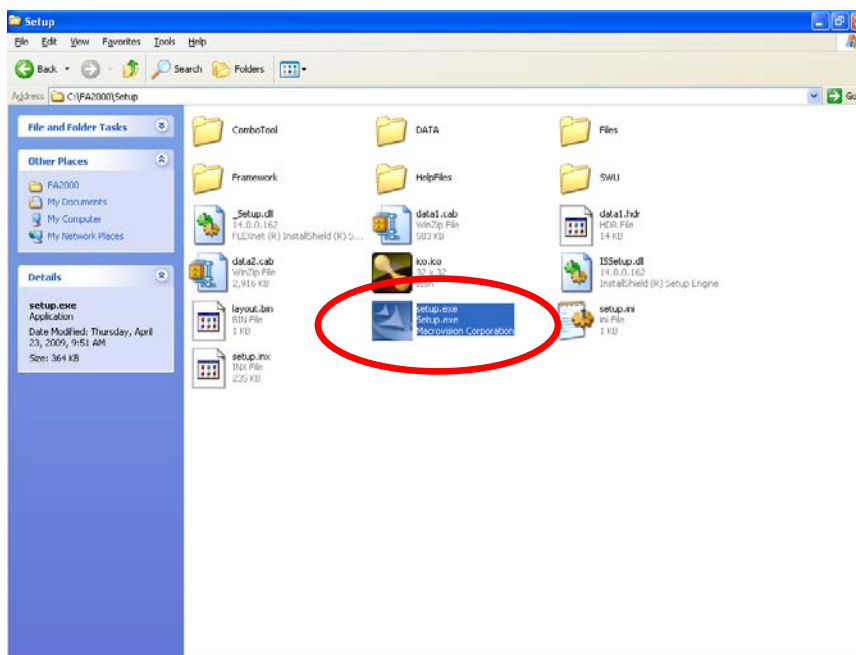 Setup
File Edit View Favorites Tools Help
Back Search Folders
Address C:\FA2000\Setup Go
File and Folder Tasks
Other Places
FA2000
My Documents
My Computer
My Network Places
Details
setup.exe
Application
Date Modified: Thursday, April
23, 2009, 9:51 AM
Size: 364 KB
ComboTool
DATA
Files
Framework
HelpFiles
SWU
_Setup.dll
14.0.0.162
FLEXnet (R) InstallShield (R) S...
data1.cab
WinZip File
503 KB
data1.hdr
HDR File
14 KB
data2.cab
WinZip File
2,916 KB
ico.ico
32 x 32
Icon
ISSetup.dll
14.0.0.162
InstallShield (R) Setup Engine
layout.bin
BIN File
1 KB
setup.exe
Setup.exe
Macrovision Corporation
setup.ini
Ini File
1 KB
setup.inx
INX File
235 KB